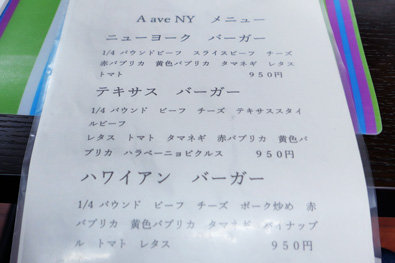 A ave NY　メニュー
ニューヨーク　バーガー
1/4 パウンドビーフ　スライスビーフ　チーズ
赤パプリカ　黄色パプリカ　タマネギ　レタス
トマト　９５０円
テキサス　バーガー
1/4 パウンド　ビーフ　チーズ　テキサススタイ
ルビーフ
レタス　トマト　タマネギ　赤パプリカ　黄色パ
プリカ　ハラペーニョピクルス　９５０円
ハワイアン　バーガー
1/4 パウンド　ビーフ　チーズ　ポーク炒め　赤
パプリカ　黄色パプリカ　タマネギ　パイナップ
ル　トマト　レタス　９５０円